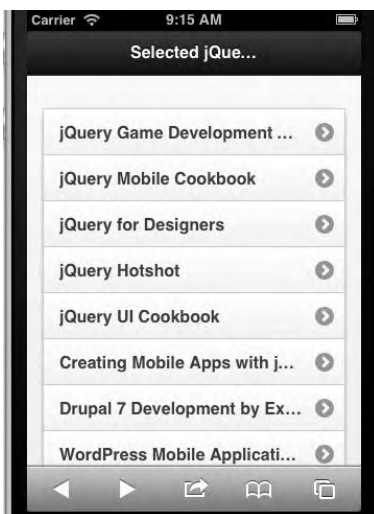 Carrier 9:15 AM
Selected jQue...
jQuery Game Development ...
jQuery Mobile Cookbook
jQuery for Designers
jQuery Hotshot
jQuery UI Cookbook
Creating Mobile Apps with j...
Drupal 7 Development by Ex...
WordPress Mobile Applicati...